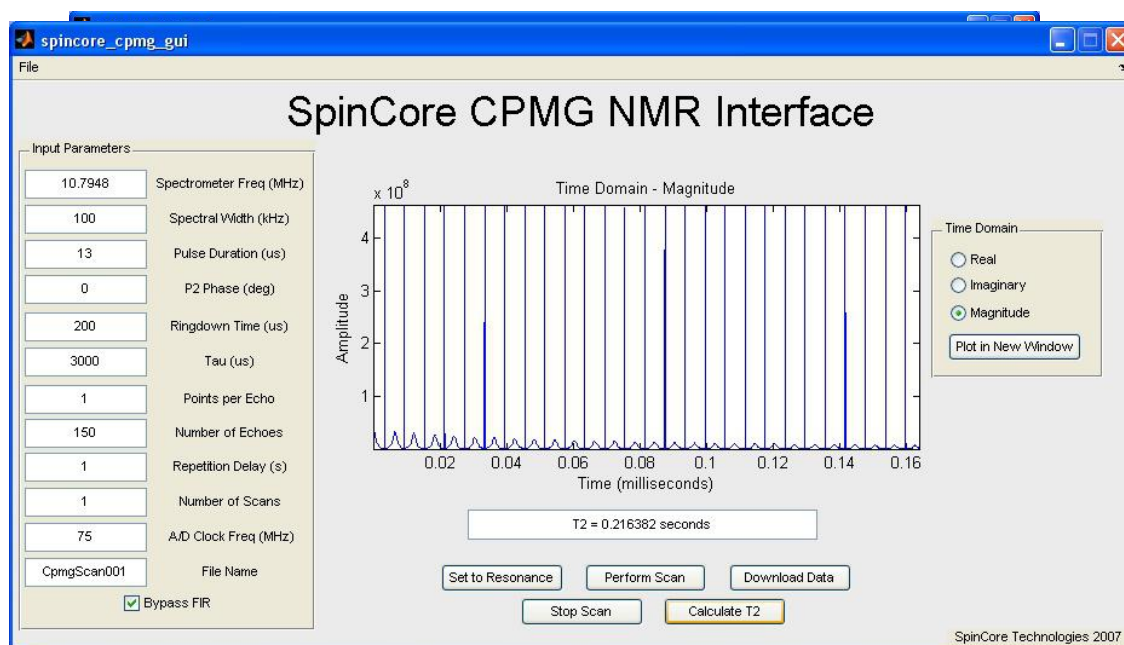 spincore_cpmg_gui
File
SpinCore CPMG NMR Interface
Input Parameters
10.7948 Spectrometer Freq (MHz)
100 Spectral Width (kHz)
13 Pulse Duration (us)
0 P2 Phase (deg)
200 Ringdown Time (us)
3000 Tau (us)
1 Points per Echo
150 Number of Echoes
1 Repetition Delay (s)
1 Number of Scans
75 A/D Clock Freq (MHz)
CpmgScan001 File Name
Bypass FIR
x 10^8
Time Domain - Magnitude
4
3
2
1
Amplitude
0.02 0.04 0.06 0.08 0.1 0.12 0.14 0.16
Time (milliseconds)
Time Domain
Real
Imaginary
Magnitude
Plot in New Window
T2 = 0.216382 seconds
Set to Resonance Perform Scan Download Data
Stop Scan Calculate T2
SpinCore Technologies 2007